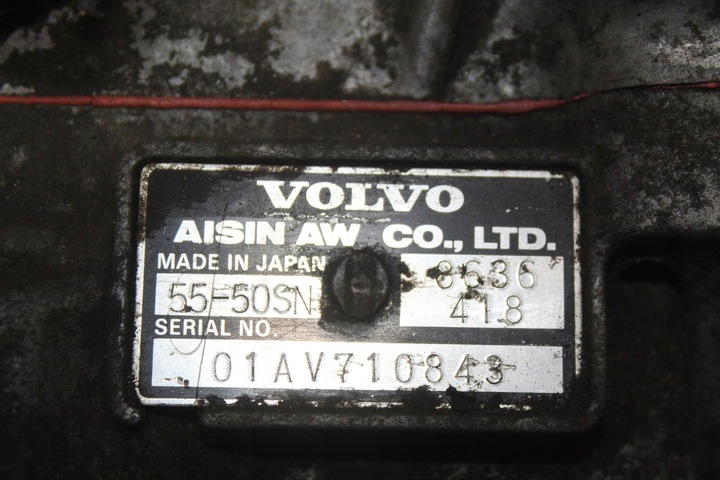 VOLVO
AISIN AW CO., LTD.
MADE IN JAPAN
8636
55-50SN
418
SERIAL NO.
01AV710843